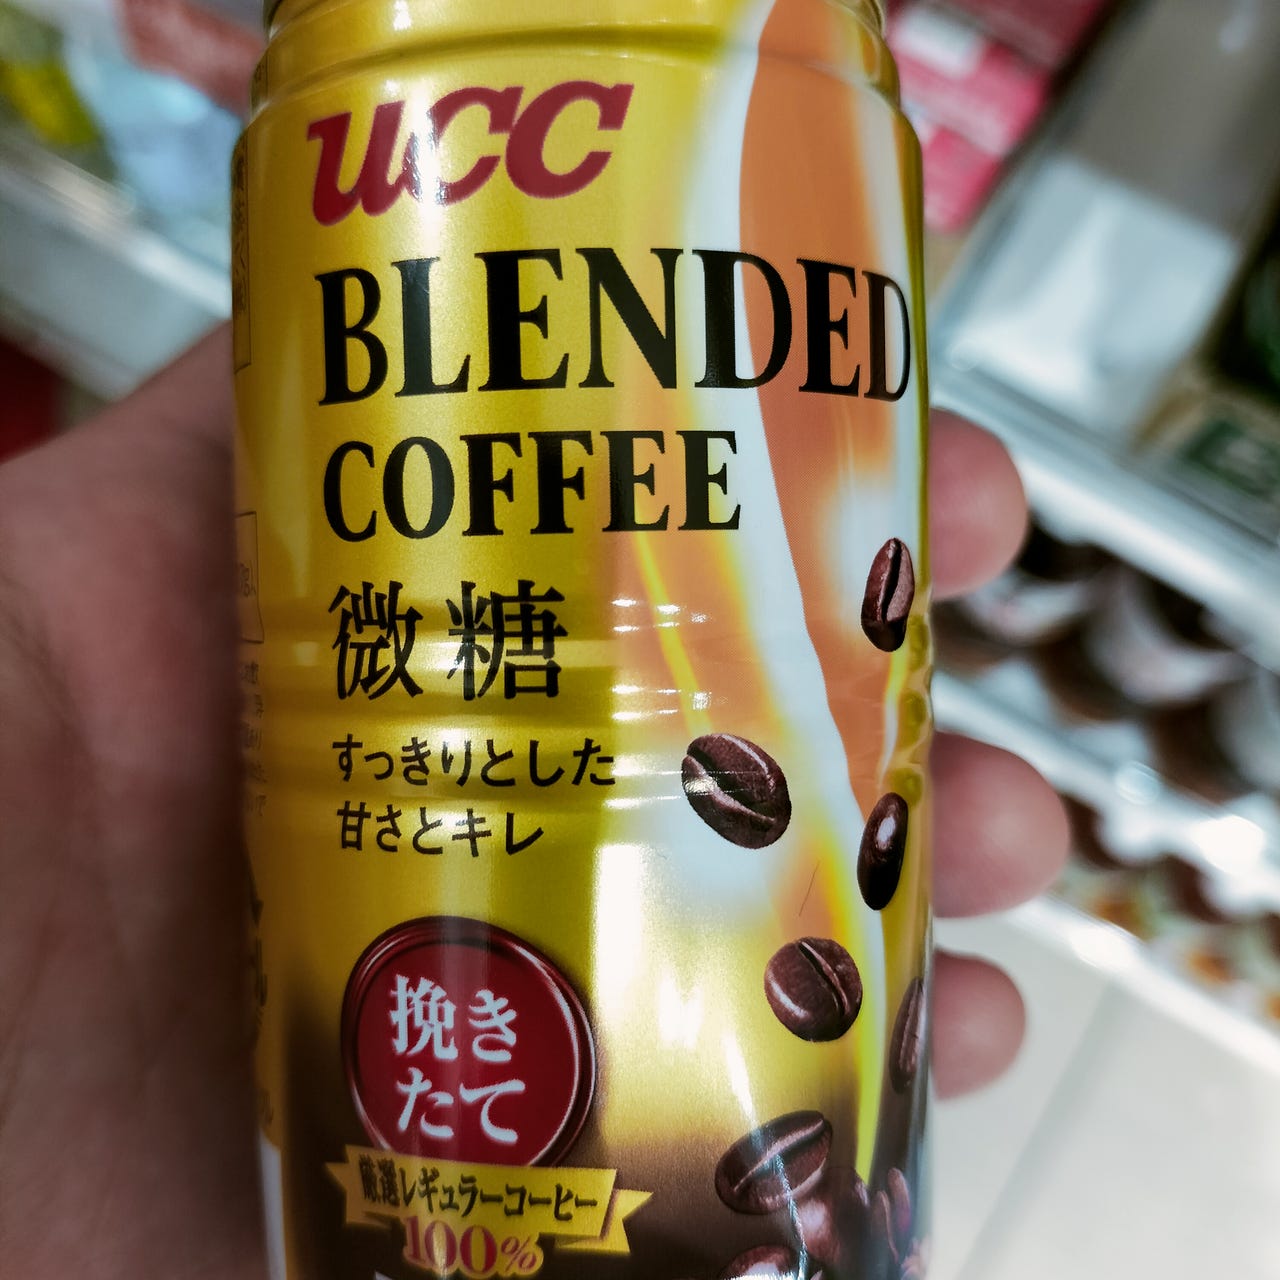 UCC
BLENDED
COFFEE
微糖
すっきりとした
甘さとキレ
挽き
たて
厳選レギュラーコーヒー
100%